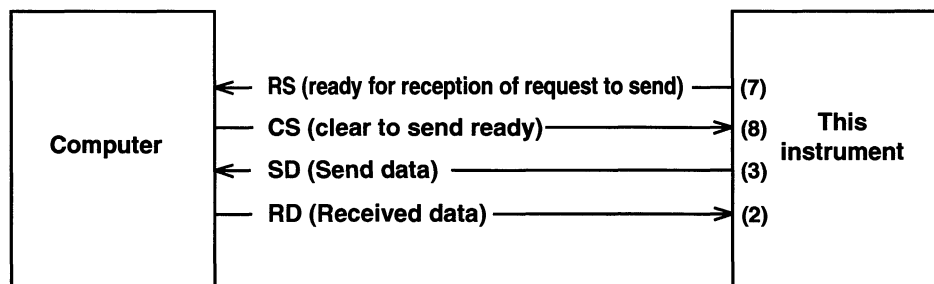 RS (ready for reception of request to send) (7)
Computer
CS (clear to send ready) (8)
This
instrument
SD (Send data) (3)
RD (Received data) (2)